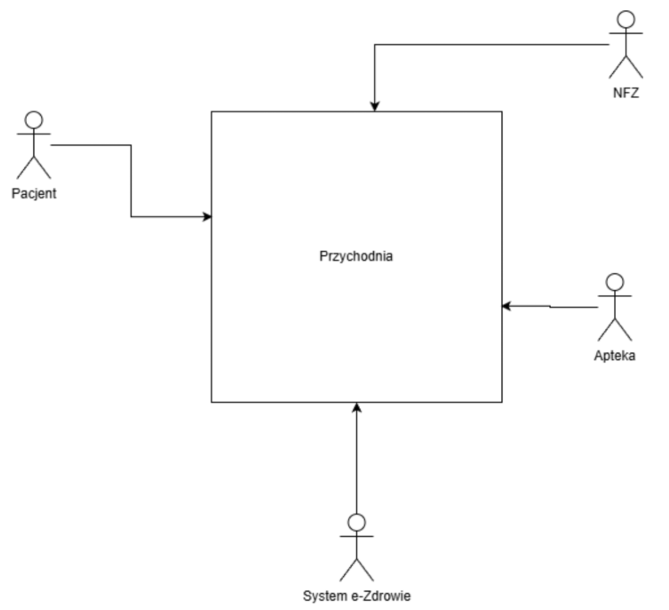 NFZ
Pacjent
Przychodnia
Apteka
System e-Zdrowie